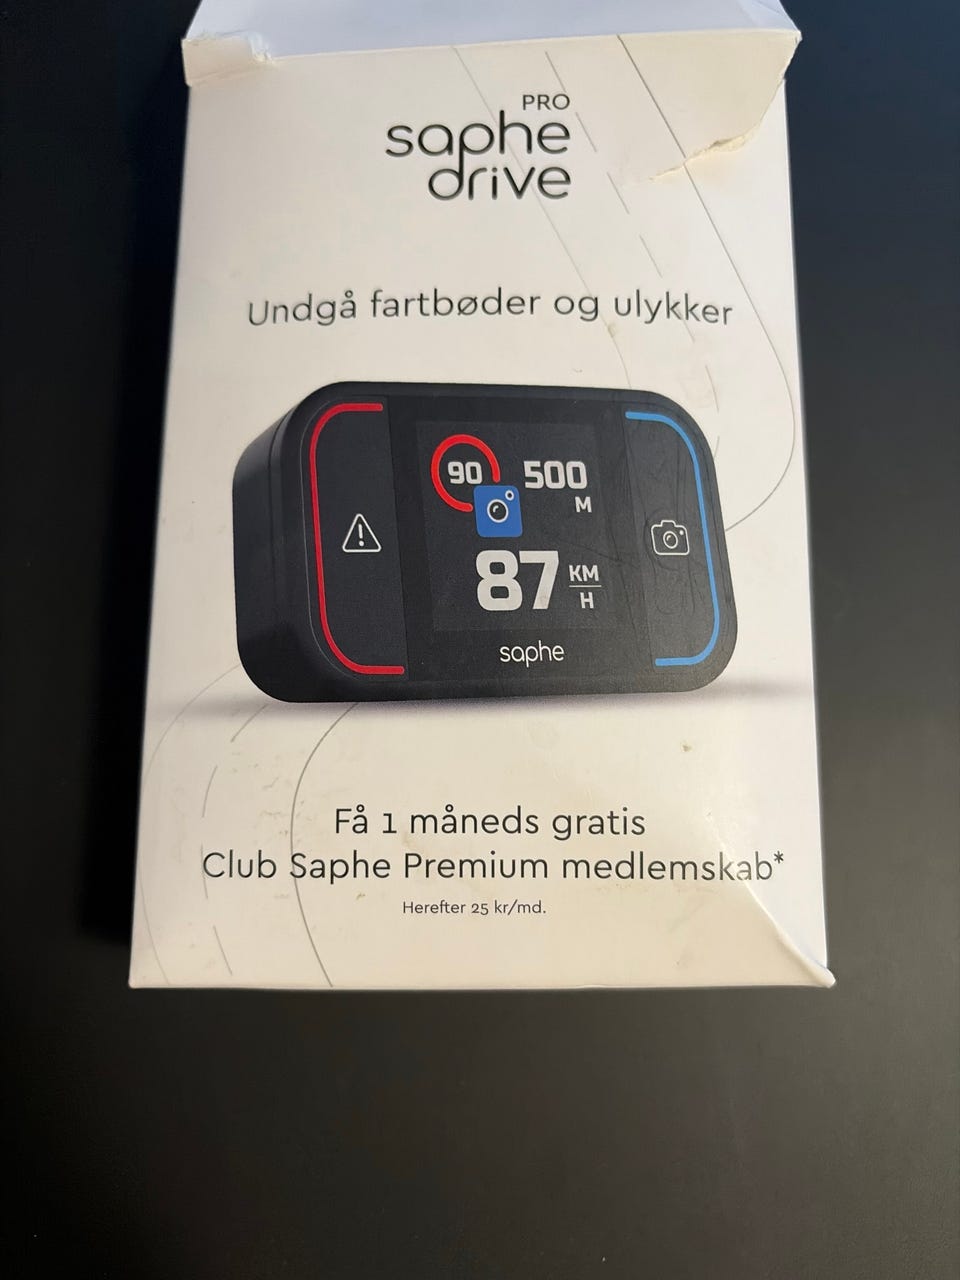 PRO
saphe
drive
Undgå fartbøder og ulykker
90 500
M
87 KM
H
saphe
Få 1 måneds gratis
Club Saphe Premium medlemskab*
Herefter 25 kr/md.